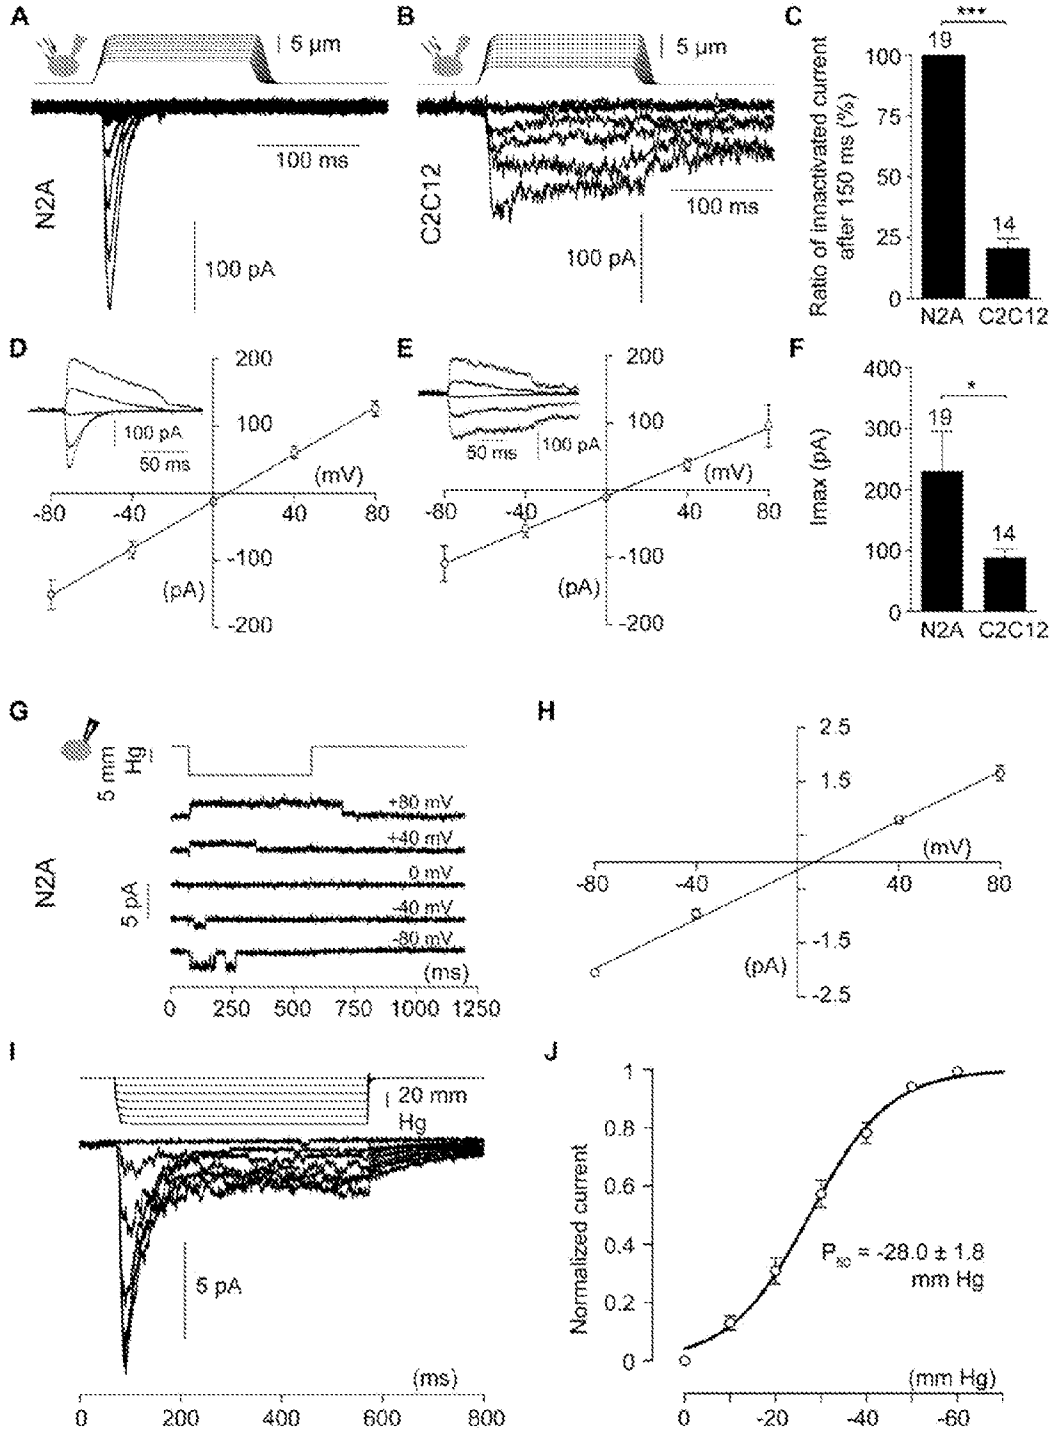 A
5 µm
100 ms
N2A
100 pA
B
5 µm
100 ms
C2C12
100 pA
C
***
Ratio of innactivated current
after 150 ms (%)
100
75
50
25
0
19
14
N2A C2C12
D
200
100
-100
-200
100 pA
50 ms
(mV)
-80 -40 40 80
(pA)
E
200
100
-100
-200
50 ms
100 pA
(mV)
-80 -40 40 80
(pA)
F
*
Imax (pA)
400
300
200
100
0
19
14
N2A C2C12
G
5 mm
Hg
N2A
5 pA
+80 mV
+40 mV
0 mV
-40 mV
-80 mV
(ms)
0 250 500 750 1000 1250
H
2.5
1.5
-1.5
-2.5
(mV)
-80 -40 40 80
(pA)
I
20 mm
Hg
5 pA
(ms)
0 200 400 600 800
J
Normalized current
1
0.8
0.6
0.4
0.2
0
P50 = -28.0 ± 1.8
mm Hg
(mm Hg)
0 -20 -40 -60